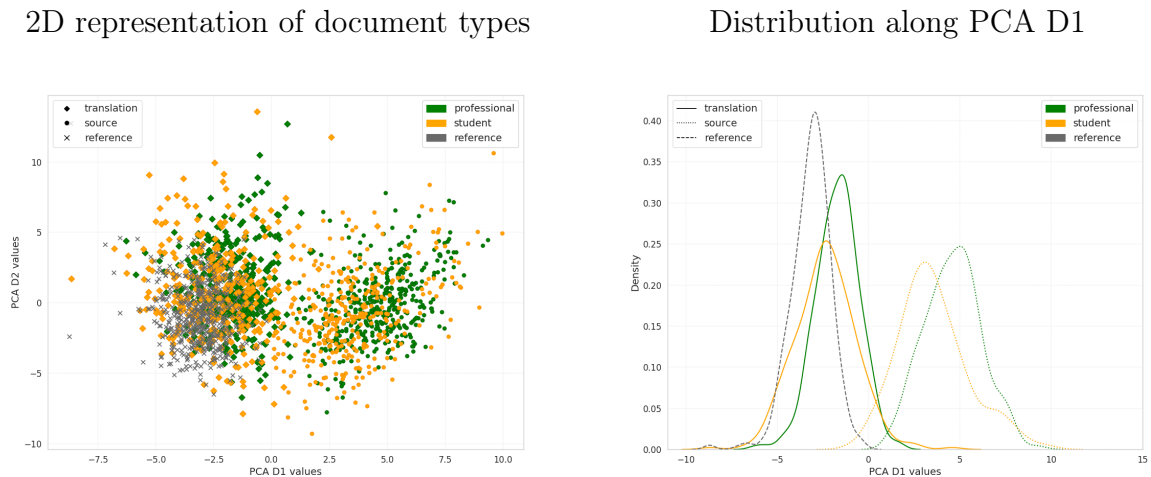 2D representation of document types
translation
source
reference
professional
student
reference
10
5
0
−5
−10
PCA D2 values
−7.5
−5.0
−2.5
0.0
2.5
5.0
7.5
10.0
PCA D1 values
Distribution along PCA D1
translation
source
reference
professional
student
reference
0.40
0.35
0.30
0.25
0.20
0.15
0.10
0.05
0.00
Density
−10
−5
0
5
10
15
PCA D1 values